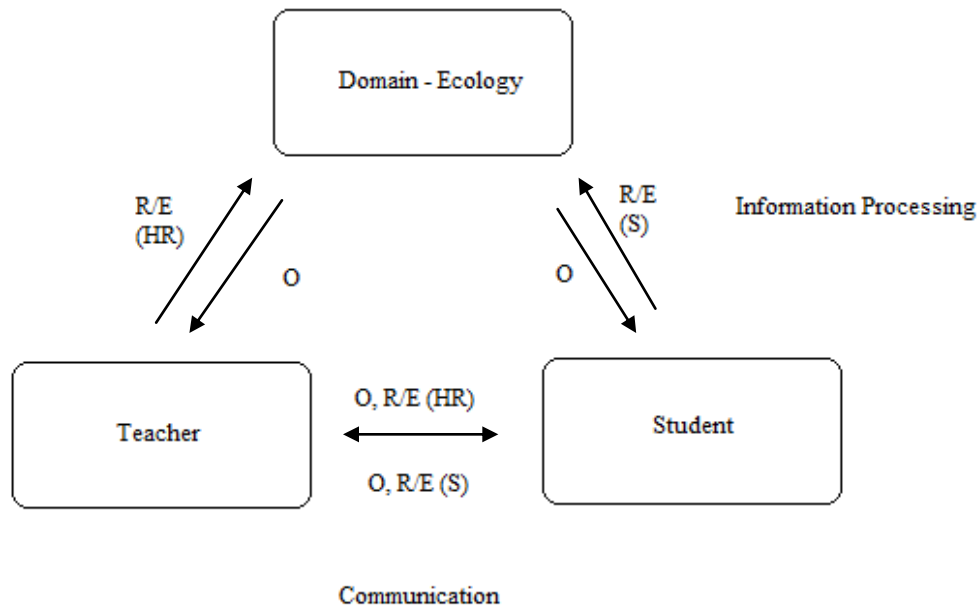 Domain - Ecology
R/E
(HR)
O
O
R/E
(S)
Information Processing
Teacher
O, R/E (HR)
O, R/E (S)
Student
Communication